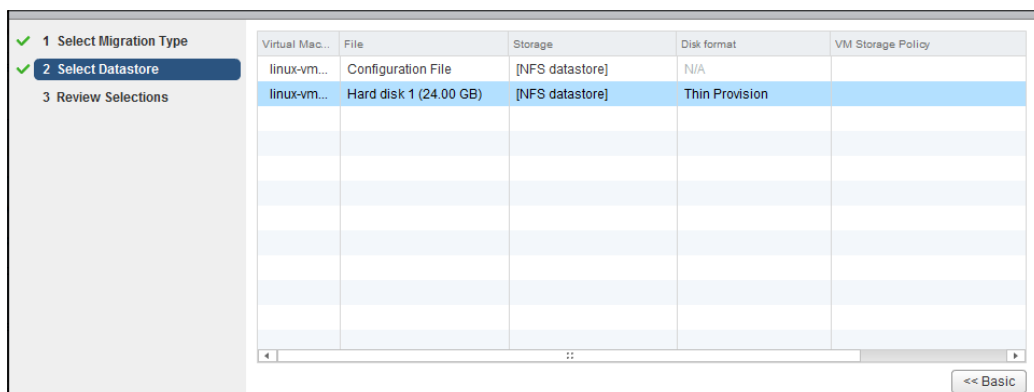 1 Select Migration Type
2 Select Datastore
3 Review Selections
Virtual Mac... File Storage Disk format VM Storage Policy
linux-vm... Configuration File [NFS datastore] N/A
linux-vm... Hard disk 1 (24.00 GB) [NFS datastore] Thin Provision
<< Basic